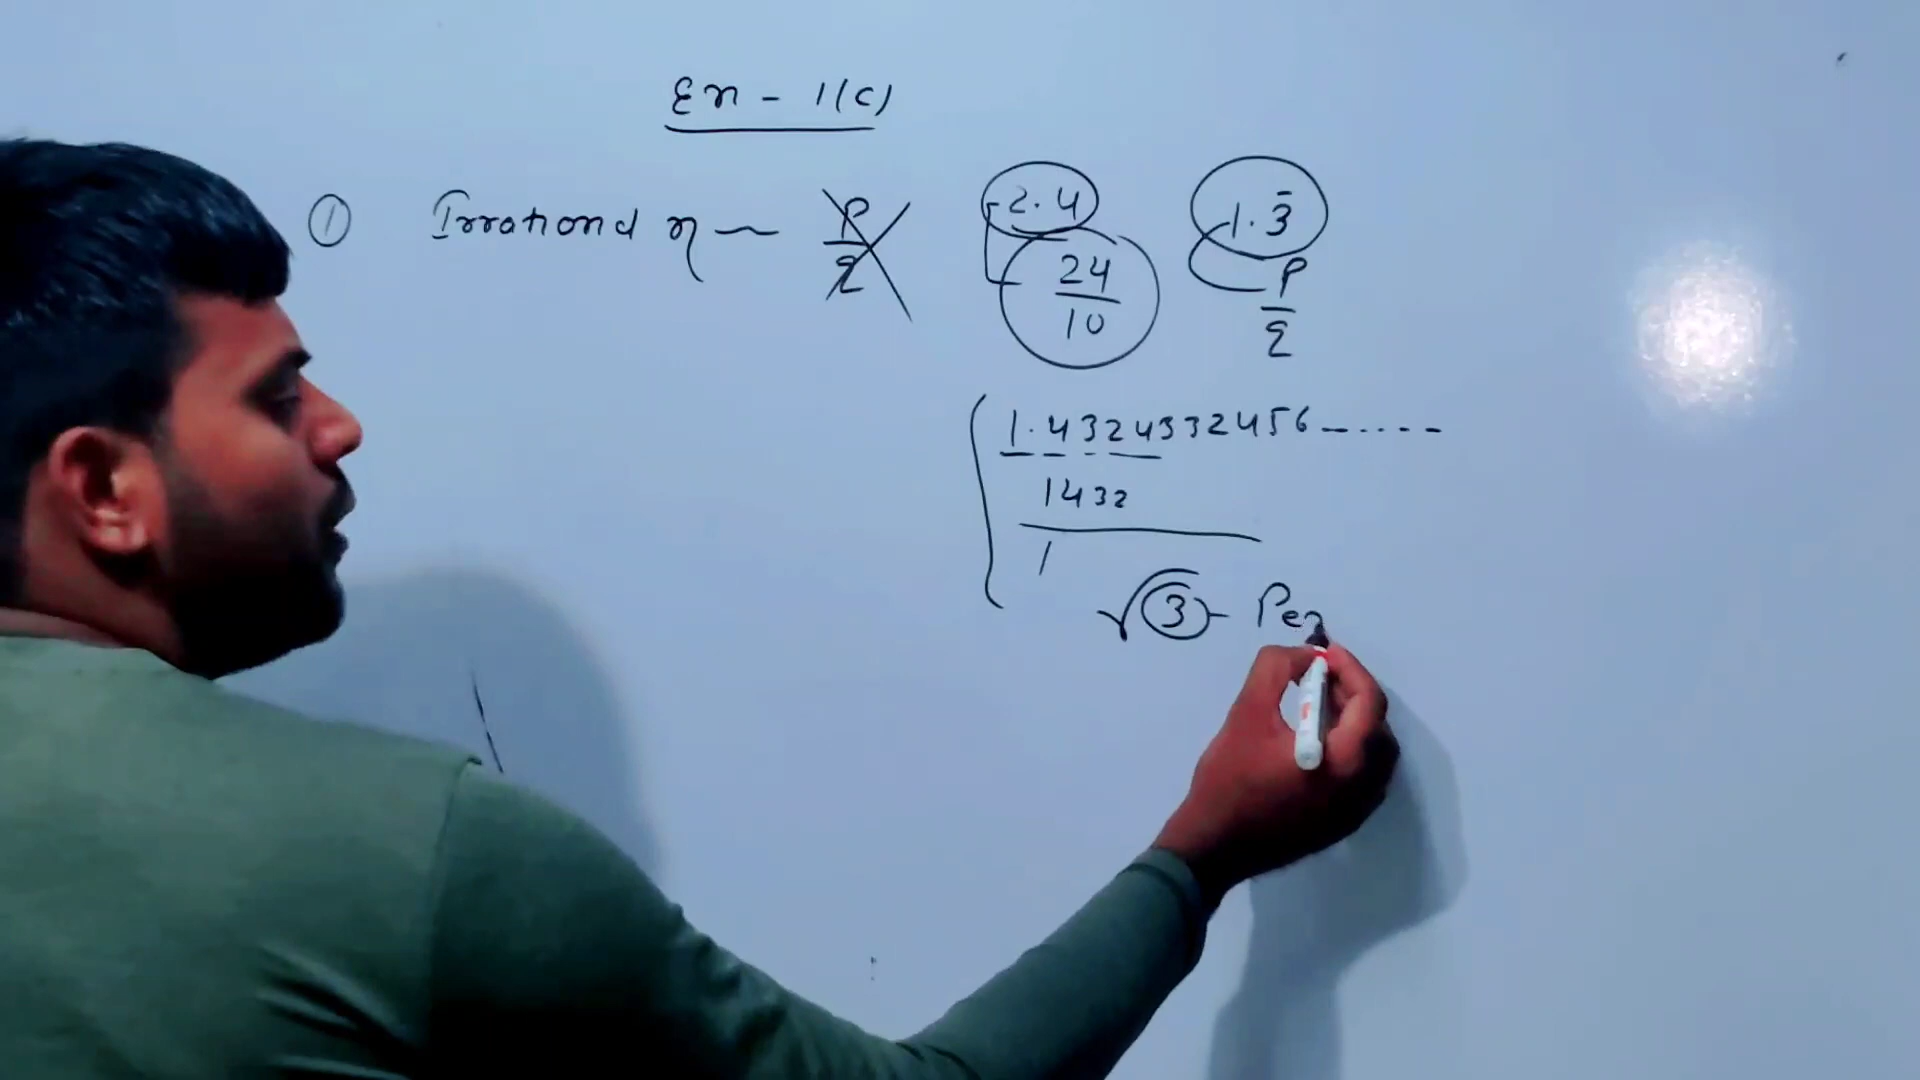 Ex - 1(c)
① Irrational n~ p/q 2.4 1.3̄
24/10 p/q
1.4324332456-.....
1432
1
√3 - Per